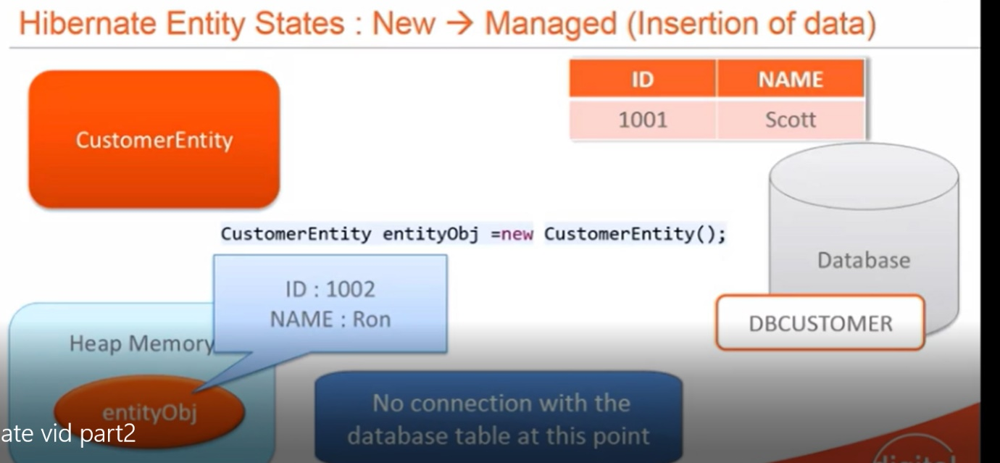 Hibernate Entity States : New → Managed (Insertion of data)
ID NAME
1001 Scott
CustomerEntity
CustomerEntity entityObj =new CustomerEntity();
Database
DBCUSTOMER
ID : 1002
NAME : Ron
Heap Memory
entityObj
No connection with the
database table at this point
ate vid part2